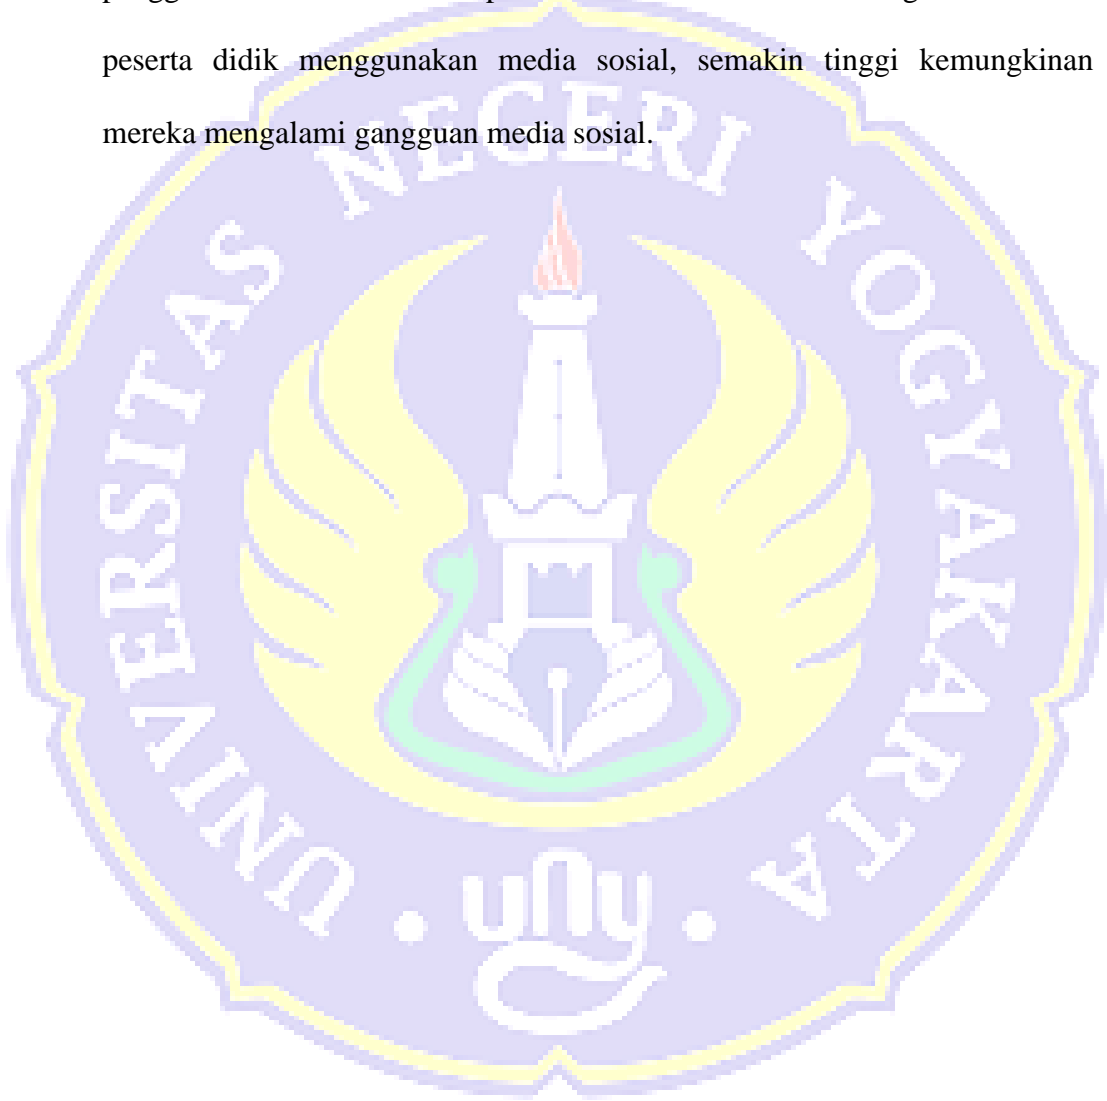 peserta didik menggunakan media sosial, semakin tinggi kemungkinan
mereka mengalami gangguan media sosial.
UNIVERSITAS NEGERI YOGYAKARTA
uny